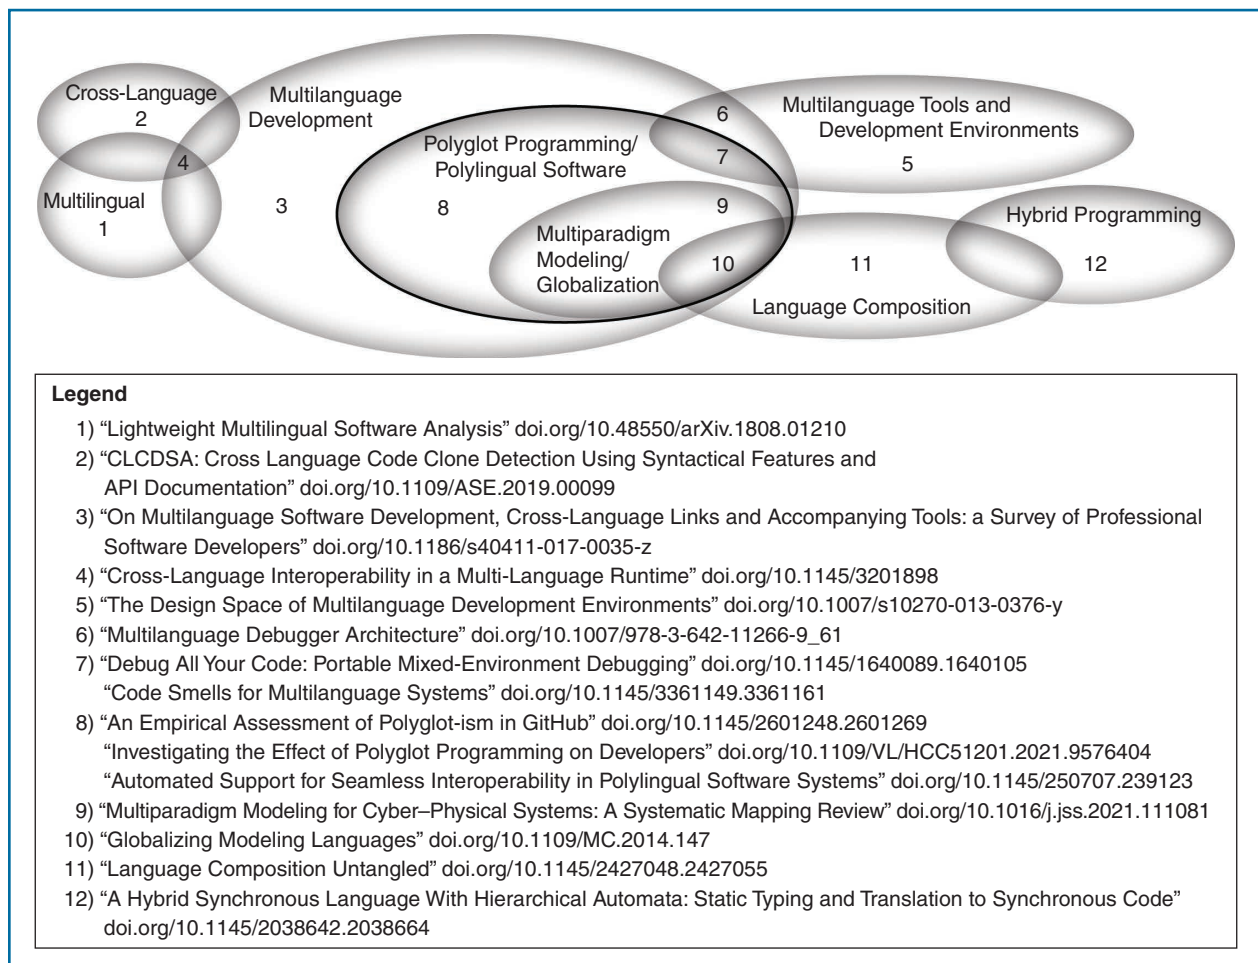 Cross-Language
2
Multilingual
1
4
Multilanguage
Development
3
Polyglot Programming/
Polylingual Software
8
6
7
9
Multiparadigm
Modeling/
Globalization
10
Multilanguage Tools and
Development Environments
5
Hybrid Programming
12
11
Language Composition
Legend
1) “Lightweight Multilingual Software Analysis” doi.org/10.48550/arXiv.1808.01210
2) “CLCDSA: Cross Language Code Clone Detection Using Syntactical Features and
API Documentation” doi.org/10.1109/ASE.2019.00099
3) “On Multilanguage Software Development, Cross-Language Links and Accompanying Tools: a Survey of Professional
Software Developers” doi.org/10.1186/s40411-017-0035-z
4) “Cross-Language Interoperability in a Multi-Language Runtime” doi.org/10.1145/3201898
5) “The Design Space of Multilanguage Development Environments” doi.org/10.1007/s10270-013-0376-y
6) “Multilanguage Debugger Architecture” doi.org/10.1007/978-3-642-11266-9_61
7) “Debug All Your Code: Portable Mixed-Environment Debugging” doi.org/10.1145/1640089.1640105
“Code Smells for Multilanguage Systems” doi.org/10.1145/3361149.3361161
8) “An Empirical Assessment of Polyglot-ism in GitHub” doi.org/10.1145/2601248.2601269
“Investigating the Effect of Polyglot Programming on Developers” doi.org/10.1109/VL/HCC51201.2021.9576404
“Automated Support for Seamless Interoperability in Polylingual Software Systems” doi.org/10.1145/250707.239123
9) “Multiparadigm Modeling for Cyber–Physical Systems: A Systematic Mapping Review” doi.org/10.1016/j.jss.2021.111081
10) “Globalizing Modeling Languages” doi.org/10.1109/MC.2014.147
11) “Language Composition Untangled” doi.org/10.1145/2427048.2427055
12) “A Hybrid Synchronous Language With Hierarchical Automata: Static Typing and Translation to Synchronous Code”
doi.org/10.1145/2038642.2038664